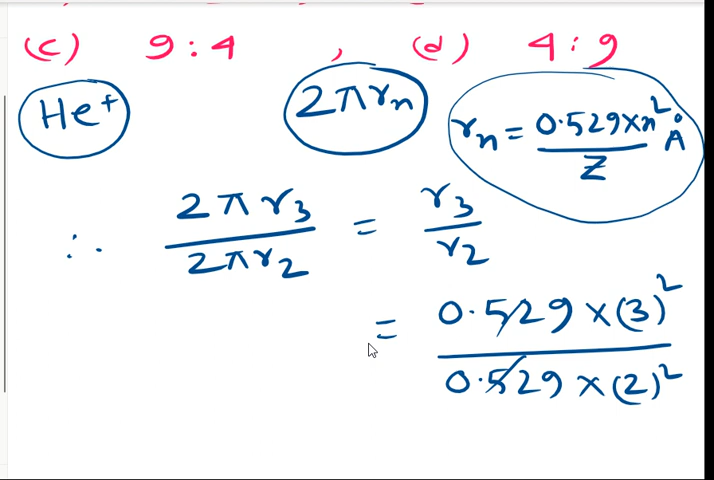 (c) 9 : 4 , (d) 4 : 9
He⁺ 2πrₙ rₙ = 0.529×n² Å / Z
∴ 2πr₃ / 2πr₂ = r₃ / r₂
= 0.529 × (3)² / 0.529 × (2)²